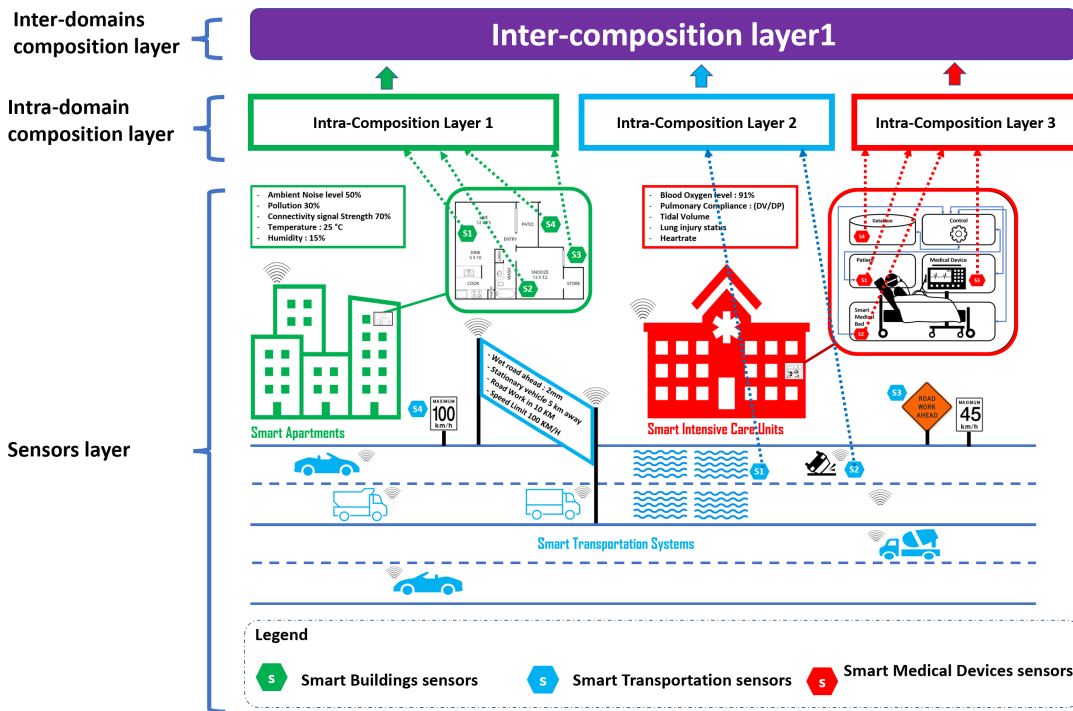 Inter-domains
composition layer
Inter-composition layer1
Intra-domain
composition layer
Intra-Composition Layer 1
Intra-Composition Layer 2
Intra-Composition Layer 3
Sensors layer
- Ambient Noise level 50%
- Pollution 30%
- Connectivity signal Strength 70%
- Temperature : 25 °C
- Humidity : 15%
S1
S4
PATIO
ENTRY
S3
DINE
5 X 10
WASH
SNOOZE
13 X 12
COOK
S2
STORE
- Blood Oxygen level : 91%
- Pulmonary Compliance : (DV/DP)
- Tidal Volume
- Lung injury status
- Heartrate
Database
Control
S4
Patient
Medical Device
S1
S3
Smart
Medical
Bed
S2
- Wet road ahead : 2mm
- Stationary vehicle 5 km away
- Road Work in 10 KM
- Speed Limit 100 KM/H
S4
MAXIMUM
100
km/h
S3
ROAD
WORK
AHEAD
MAXIMUM
45
km/h
Smart Apartments
Smart Intensive Care Units
S1
S2
Smart Transportation Systems
Legend
S
Smart Buildings sensors
S
Smart Transportation sensors
S
Smart Medical Devices sensors